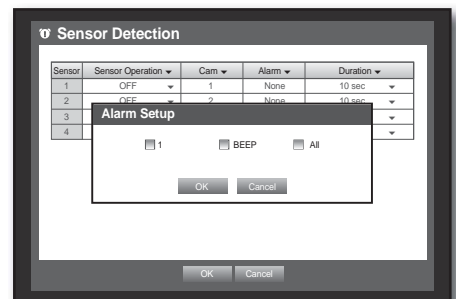 Sensor Detection
Sensor Sensor Operation Cam Alarm Duration
1 OFF 1 None 10 sec
2 OFF 2 None 10 sec
3
4
Alarm Setup
1 BEEP All
OK Cancel
OK Cancel